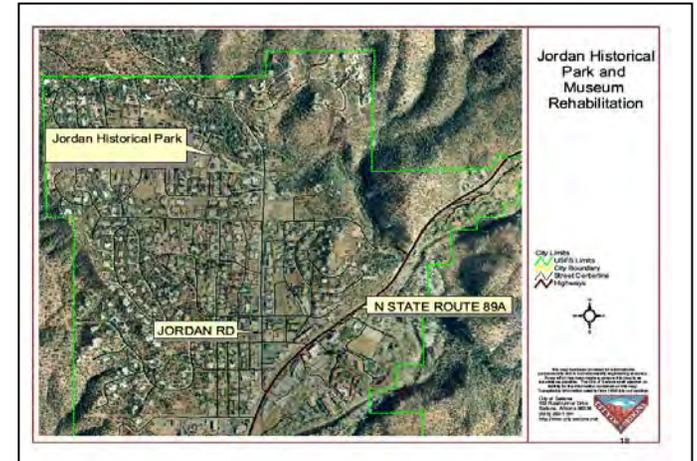 Jordan Historical
Park and
Museum
Rehabilitation
Jordan Historical Park
N STATE ROUTE 89A
JORDAN RD
City Limits
USFS Limits
City Boundary
Street Centerline
Highways
City of Sedona
18